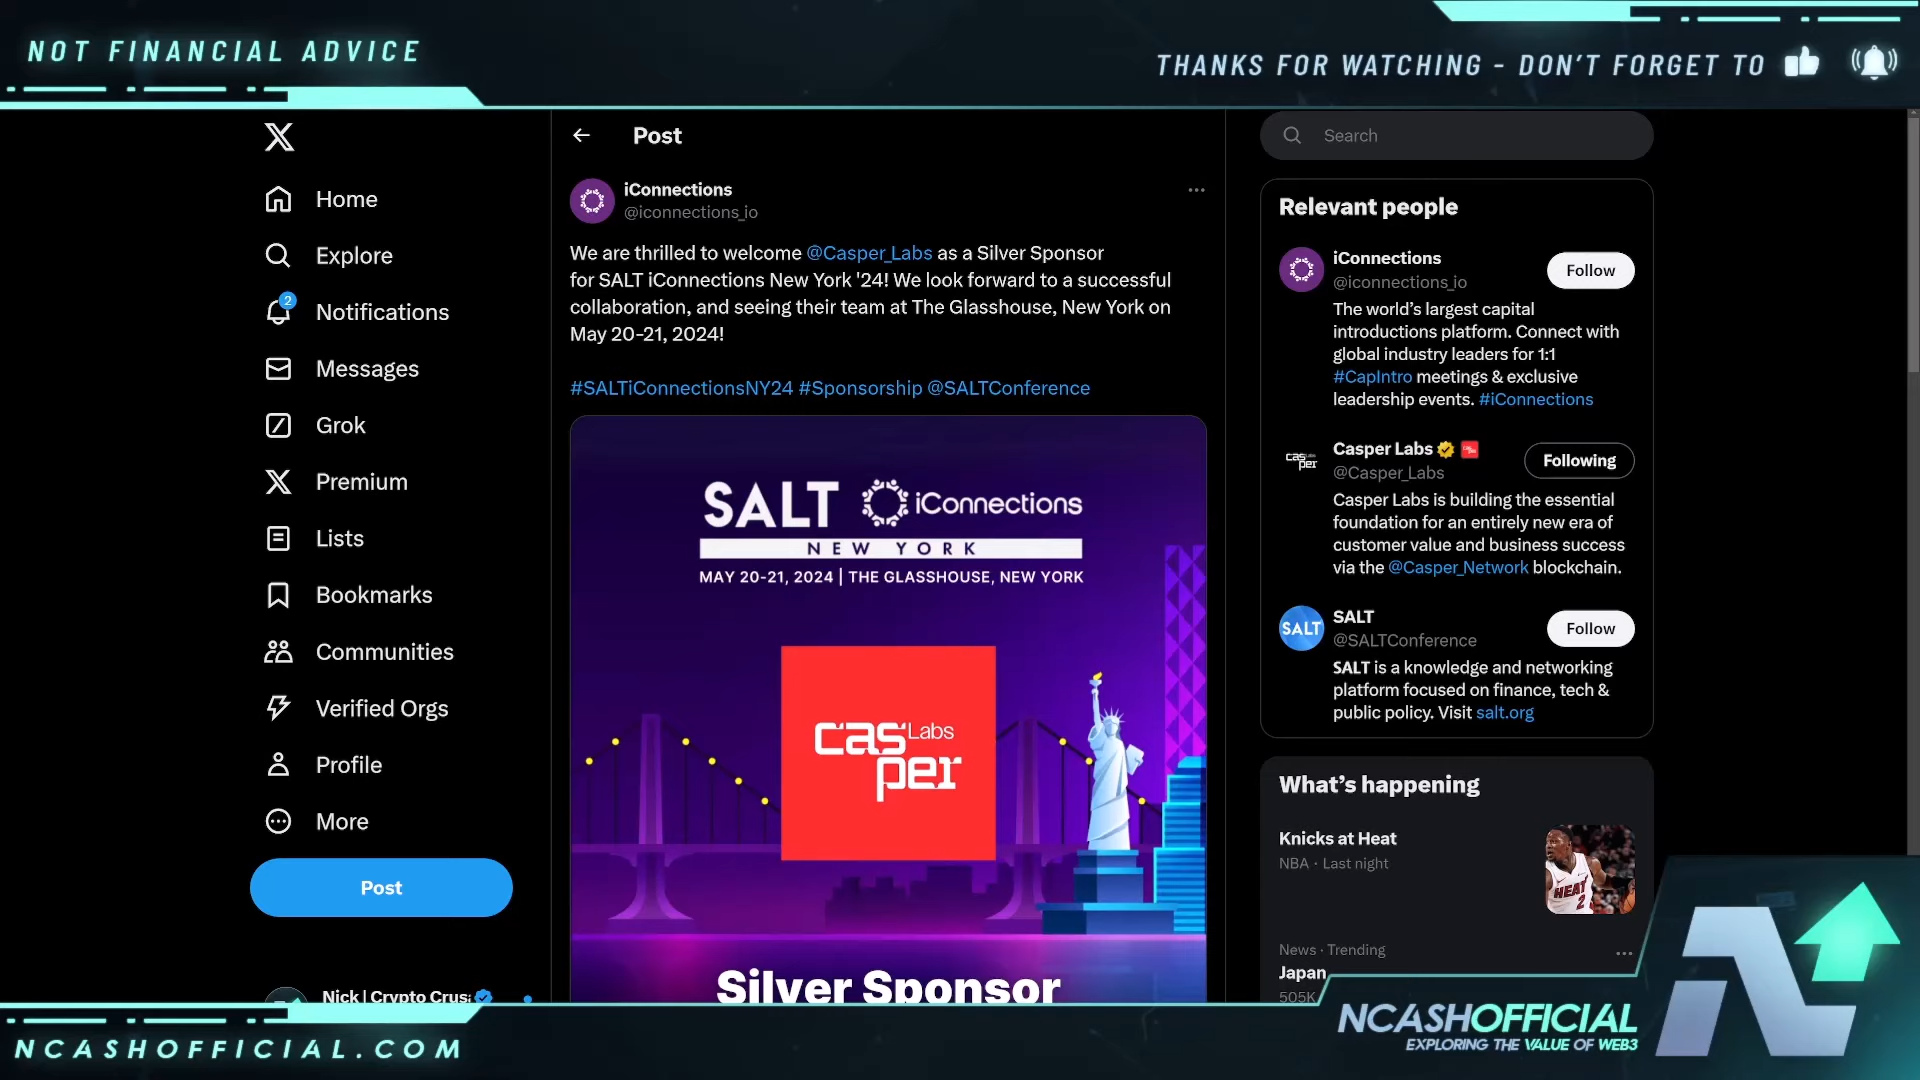 NOT FINANCIAL ADVICE
THANKS FOR WATCHING - DON'T FORGET TO
Home
Explore
2
Notifications
Messages
Grok
Premium
Lists
Bookmarks
Communities
Verified Orgs
Profile
More
Post
Nick | Crypto Crus
Post
iConnections
@iconnections_io
We are thrilled to welcome @Casper_Labs as a Silver Sponsor
for SALT iConnections New York '24! We look forward to a successful
collaboration, and seeing their team at The Glasshouse, New York on
May 20-21, 2024!
#SALTiConnectionsNY24 #Sponsorship @SALTConference
SALT iConnections
NEW YORK
MAY 20-21, 2024 | THE GLASSHOUSE, NEW YORK
casper Labs
Silver Sponsor
Search
Relevant people
iConnections
@iconnections_io
Follow
The world’s largest capital
introductions platform. Connect with
global industry leaders for 1:1
#CapIntro meetings & exclusive
leadership events. #iConnections
casper Labs
Casper Labs
@Casper_Labs
Following
Casper Labs is building the essential
foundation for an entirely new era of
customer value and business success
via the @Casper_Network blockchain.
SALT
SALT
@SALTConference
Follow
SALT is a knowledge and networking
platform focused on finance, tech &
public policy. Visit salt.org
What’s happening
Knicks at Heat
NBA · Last night
HEAT
2
News · Trending
Japan
505K
NCASHOFFICIAL.COM
NCASHOFFICIAL
EXPLORING THE VALUE OF WEB3